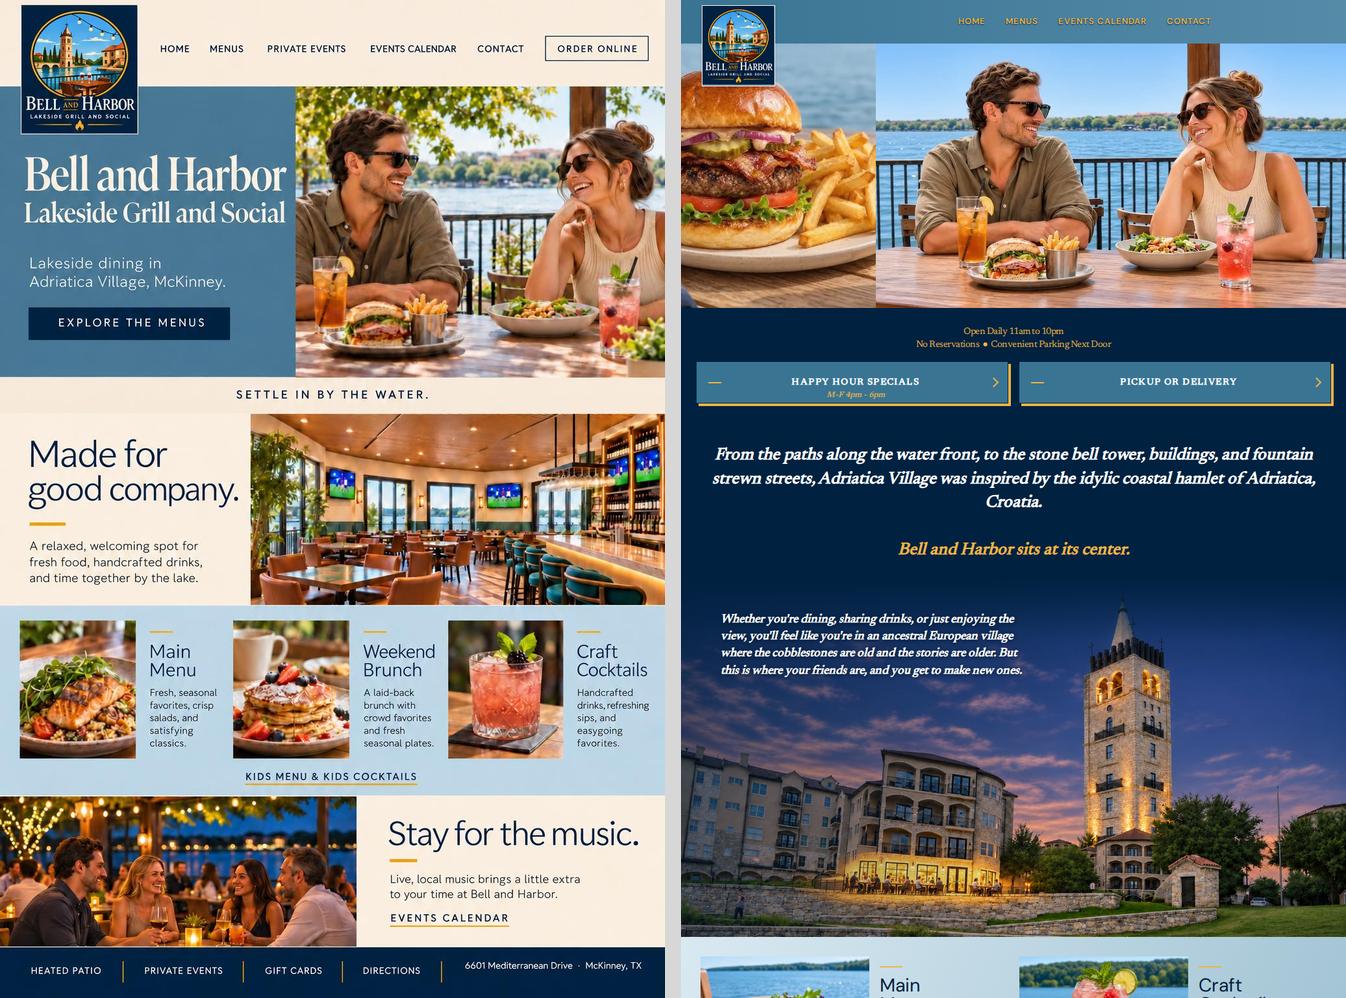 BELL AND HARBOR
LAKESIDE GRILL AND SOCIAL
HOME MENUS PRIVATE EVENTS EVENTS CALENDAR CONTACT ORDER ONLINE
Bell and Harbor
Lakeside Grill and Social
Lakeside dining in
Adriatica Village, McKinney.
EXPLORE THE MENUS
SETTLE IN BY THE WATER.
Made for
good company.
A relaxed, welcoming spot for
fresh food, handcrafted drinks,
and time together by the lake.
Main
Menu
Fresh, seasonal
favorites, crisp
salads, and
satisfying
classics.
Weekend
Brunch
A laid-back
brunch with
crowd favorites
and fresh
seasonal plates.
Craft
Cocktails
Handcrafted
drinks, refreshing
sips, and
easygoing
favorites.
KIDS MENU & KIDS COCKTAILS
Stay for the music.
Live, local music brings a little extra
to your time at Bell and Harbor.
EVENTS CALENDAR
HEATED PATIO PRIVATE EVENTS GIFT CARDS DIRECTIONS 6601 Mediterranean Drive · McKinney, TX
BELL AND HARBOR
LAKESIDE GRILL AND SOCIAL
HOME MENUS EVENTS CALENDAR CONTACT
Open Daily 11am to 10pm
No Reservations ● Convenient Parking Next Door
HAPPY HOUR SPECIALS
M-F 4pm - 6pm
PICKUP OR DELIVERY
From the paths along the water front, to the stone bell tower, buildings, and fountain
strewn streets, Adriatica Village was inspired by the idylic coastal hamlet of Adriatica,
Croatia.
Bell and Harbor sits at its center.
Whether you're dining, sharing drinks, or just enjoying the
view, you'll feel like you're in an ancestral European village
where the cobblestones are old and the stories are older. But
this is where your friends are, and you get to make new ones.
Main
Craft